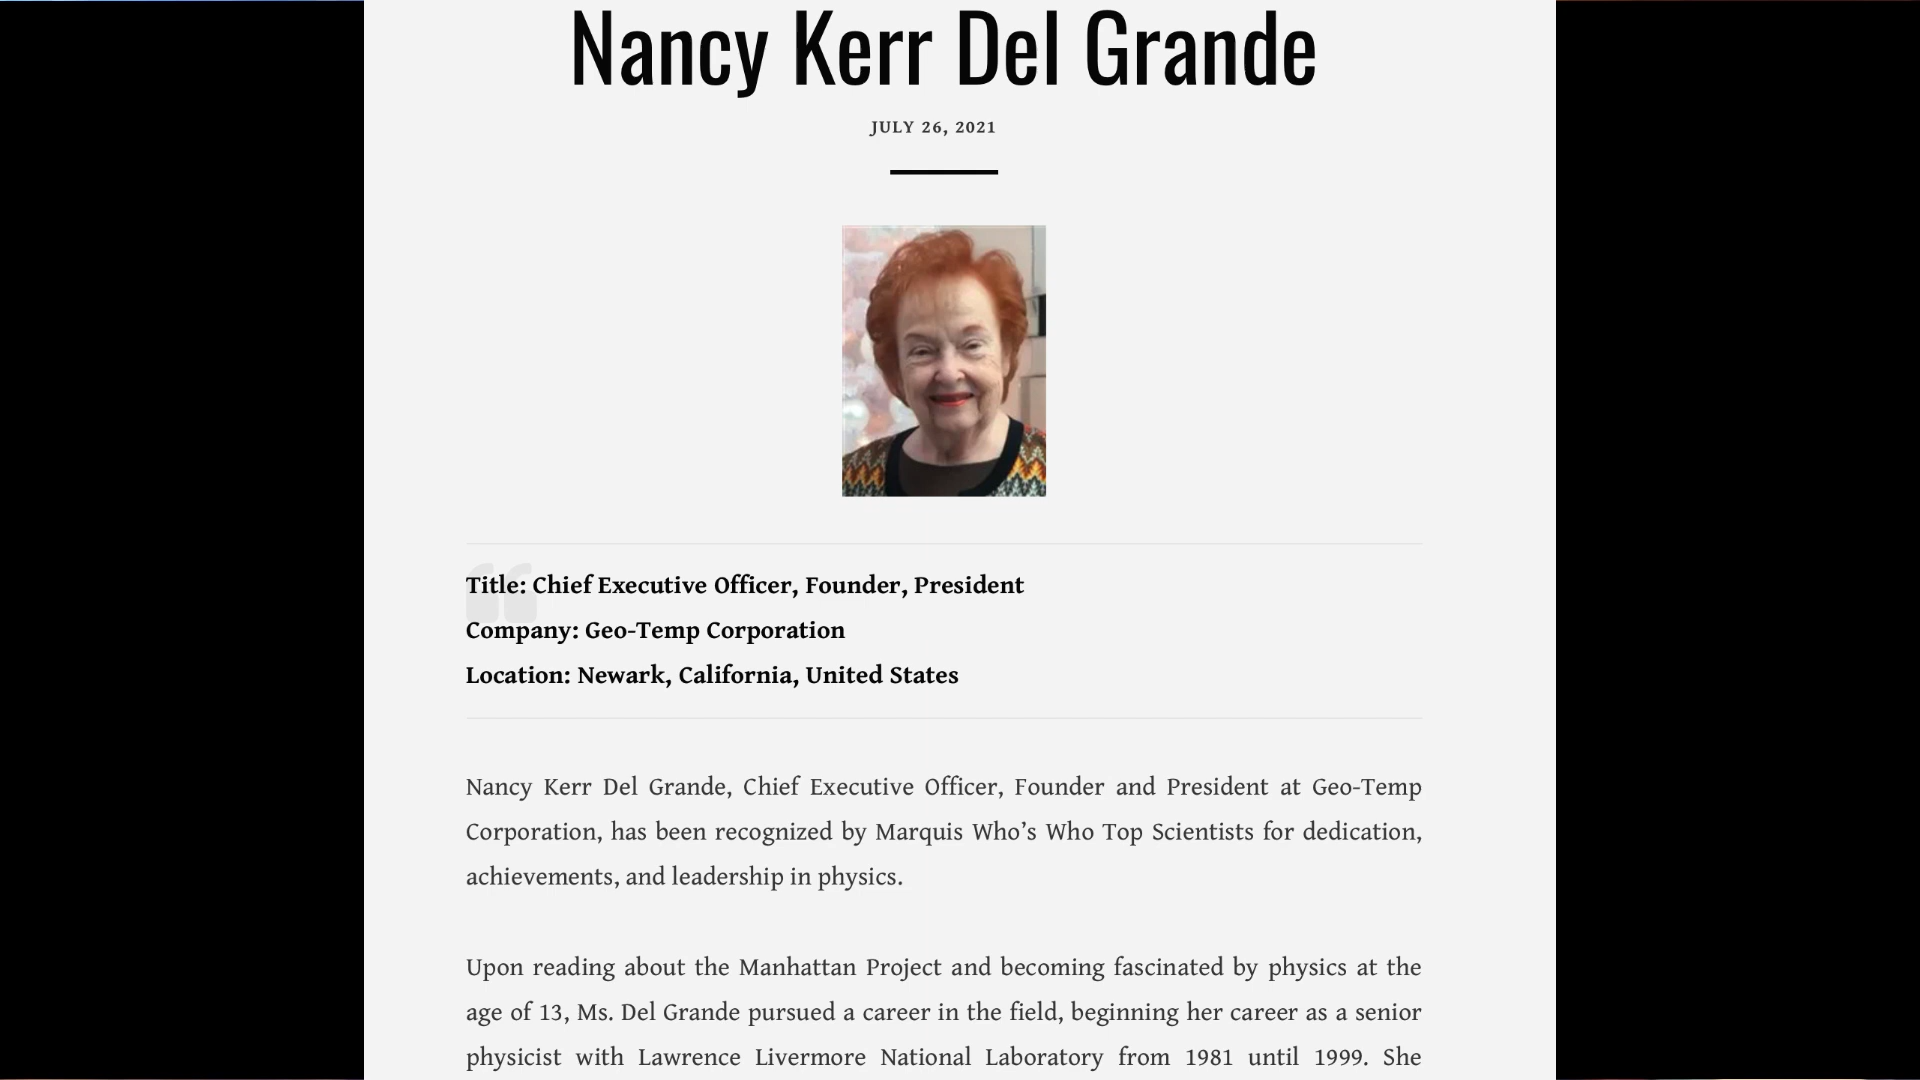 Nancy Kerr Del Grande
JULY 26, 2021
Title: Chief Executive Officer, Founder, President
Company: Geo-Temp Corporation
Location: Newark, California, United States
Nancy Kerr Del Grande, Chief Executive Officer, Founder and President at Geo-Temp
Corporation, has been recognized by Marquis Who’s Who Top Scientists for dedication,
achievements, and leadership in physics.
Upon reading about the Manhattan Project and becoming fascinated by physics at the
age of 13, Ms. Del Grande pursued a career in the field, beginning her career as a senior
physicist with Lawrence Livermore National Laboratory from 1981 until 1999. She